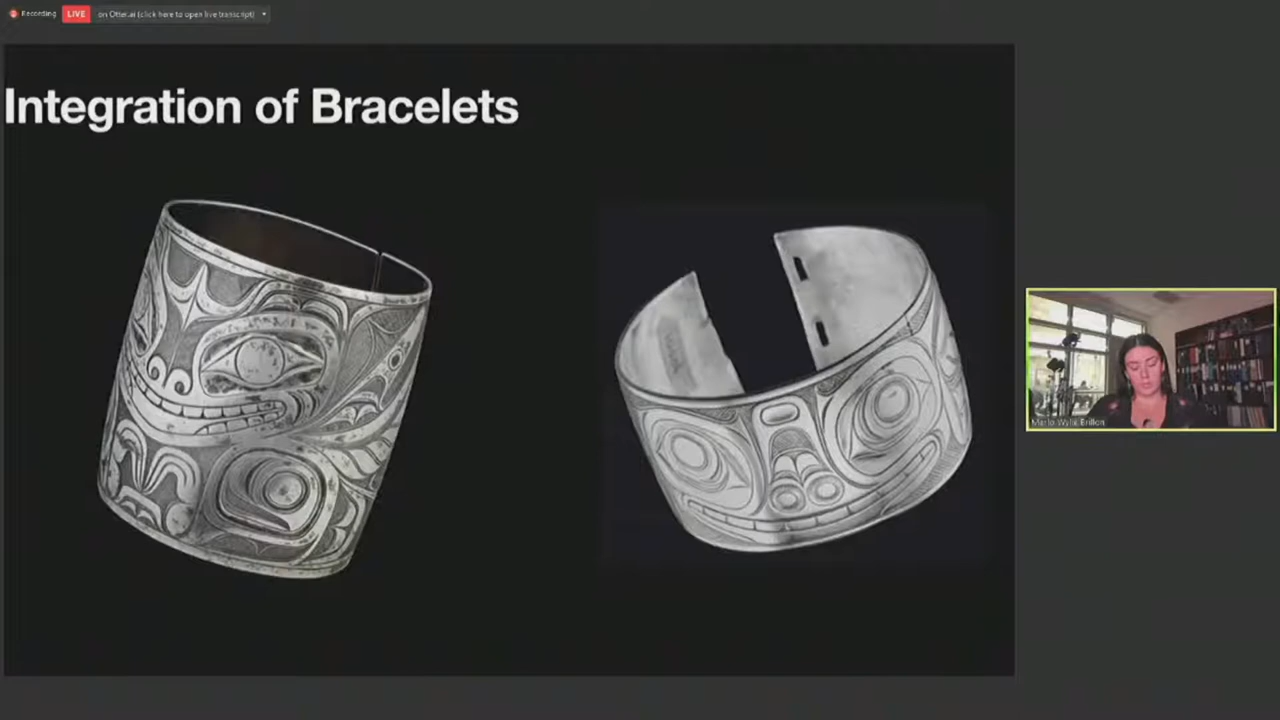 Recording LIVE on Otter.ai (click here to open live transcript)
Integration of Bracelets